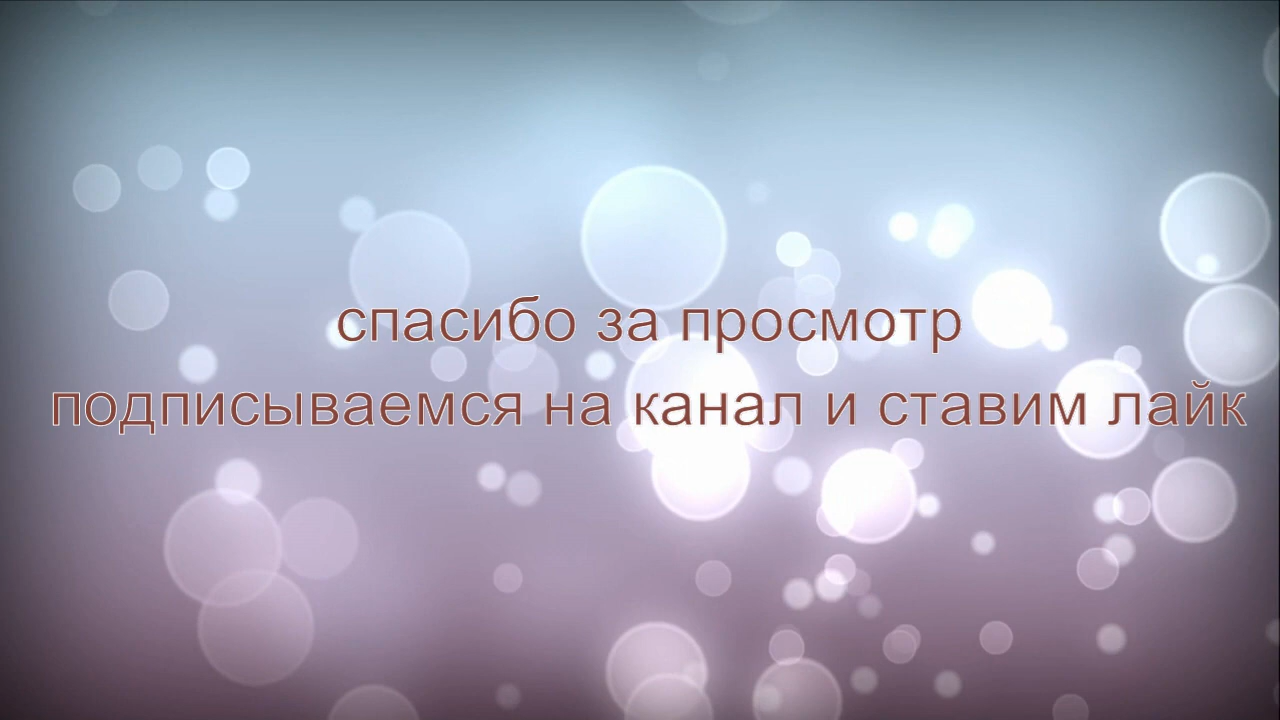 спасибо за просмотр
подписываемся на канал и ставим лайк